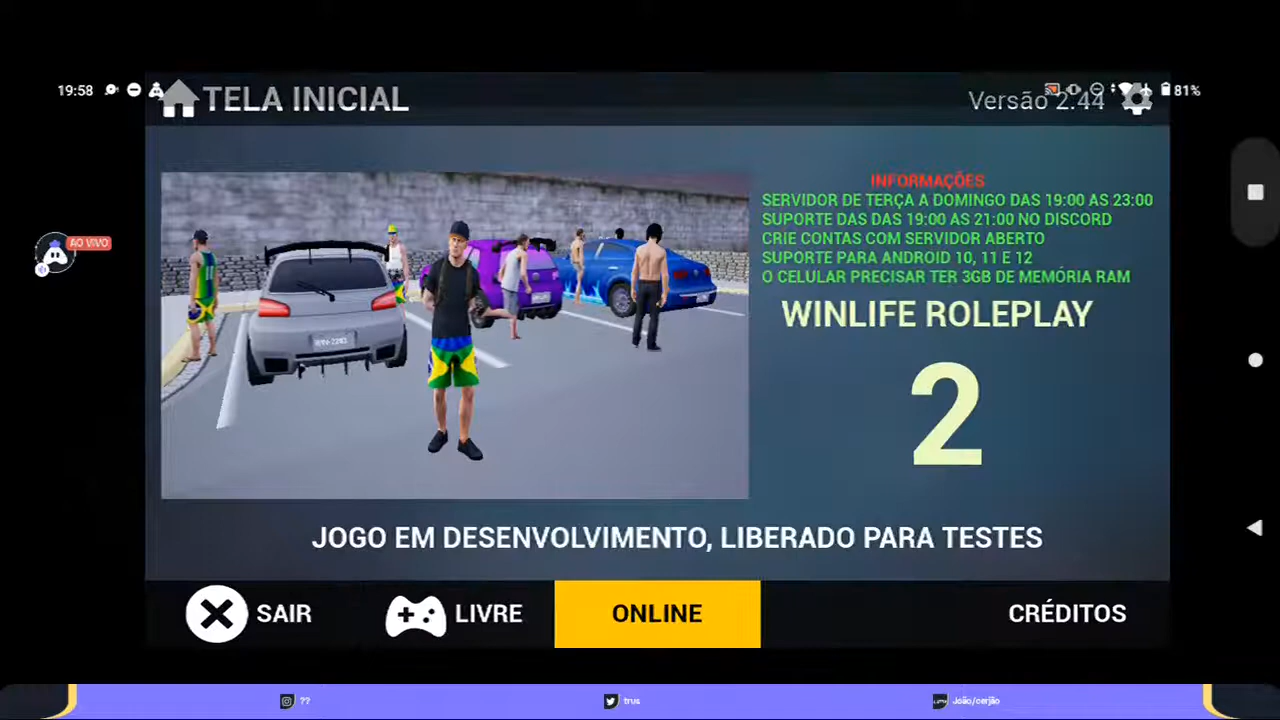 19:58
81%
TELA INICIAL
Versão 2.44
AO VIVO
INFORMAÇÕES
SERVIDOR DE TERÇA A DOMINGO DAS 19:00 AS 23:00
SUPORTE DAS DAS 19:00 AS 21:00 NO DISCORD
CRIE CONTAS COM SERVIDOR ABERTO
SUPORTE PARA ANDROID 10, 11 E 12
O CELULAR PRECISAR TER 3GB DE MEMÓRIA RAM
WINLIFE ROLEPLAY
2
JOGO EM DESENVOLVIMENTO, LIBERADO PARA TESTES
SAIR
LIVRE
ONLINE
CRÉDITOS
??
trus
João/cerjão